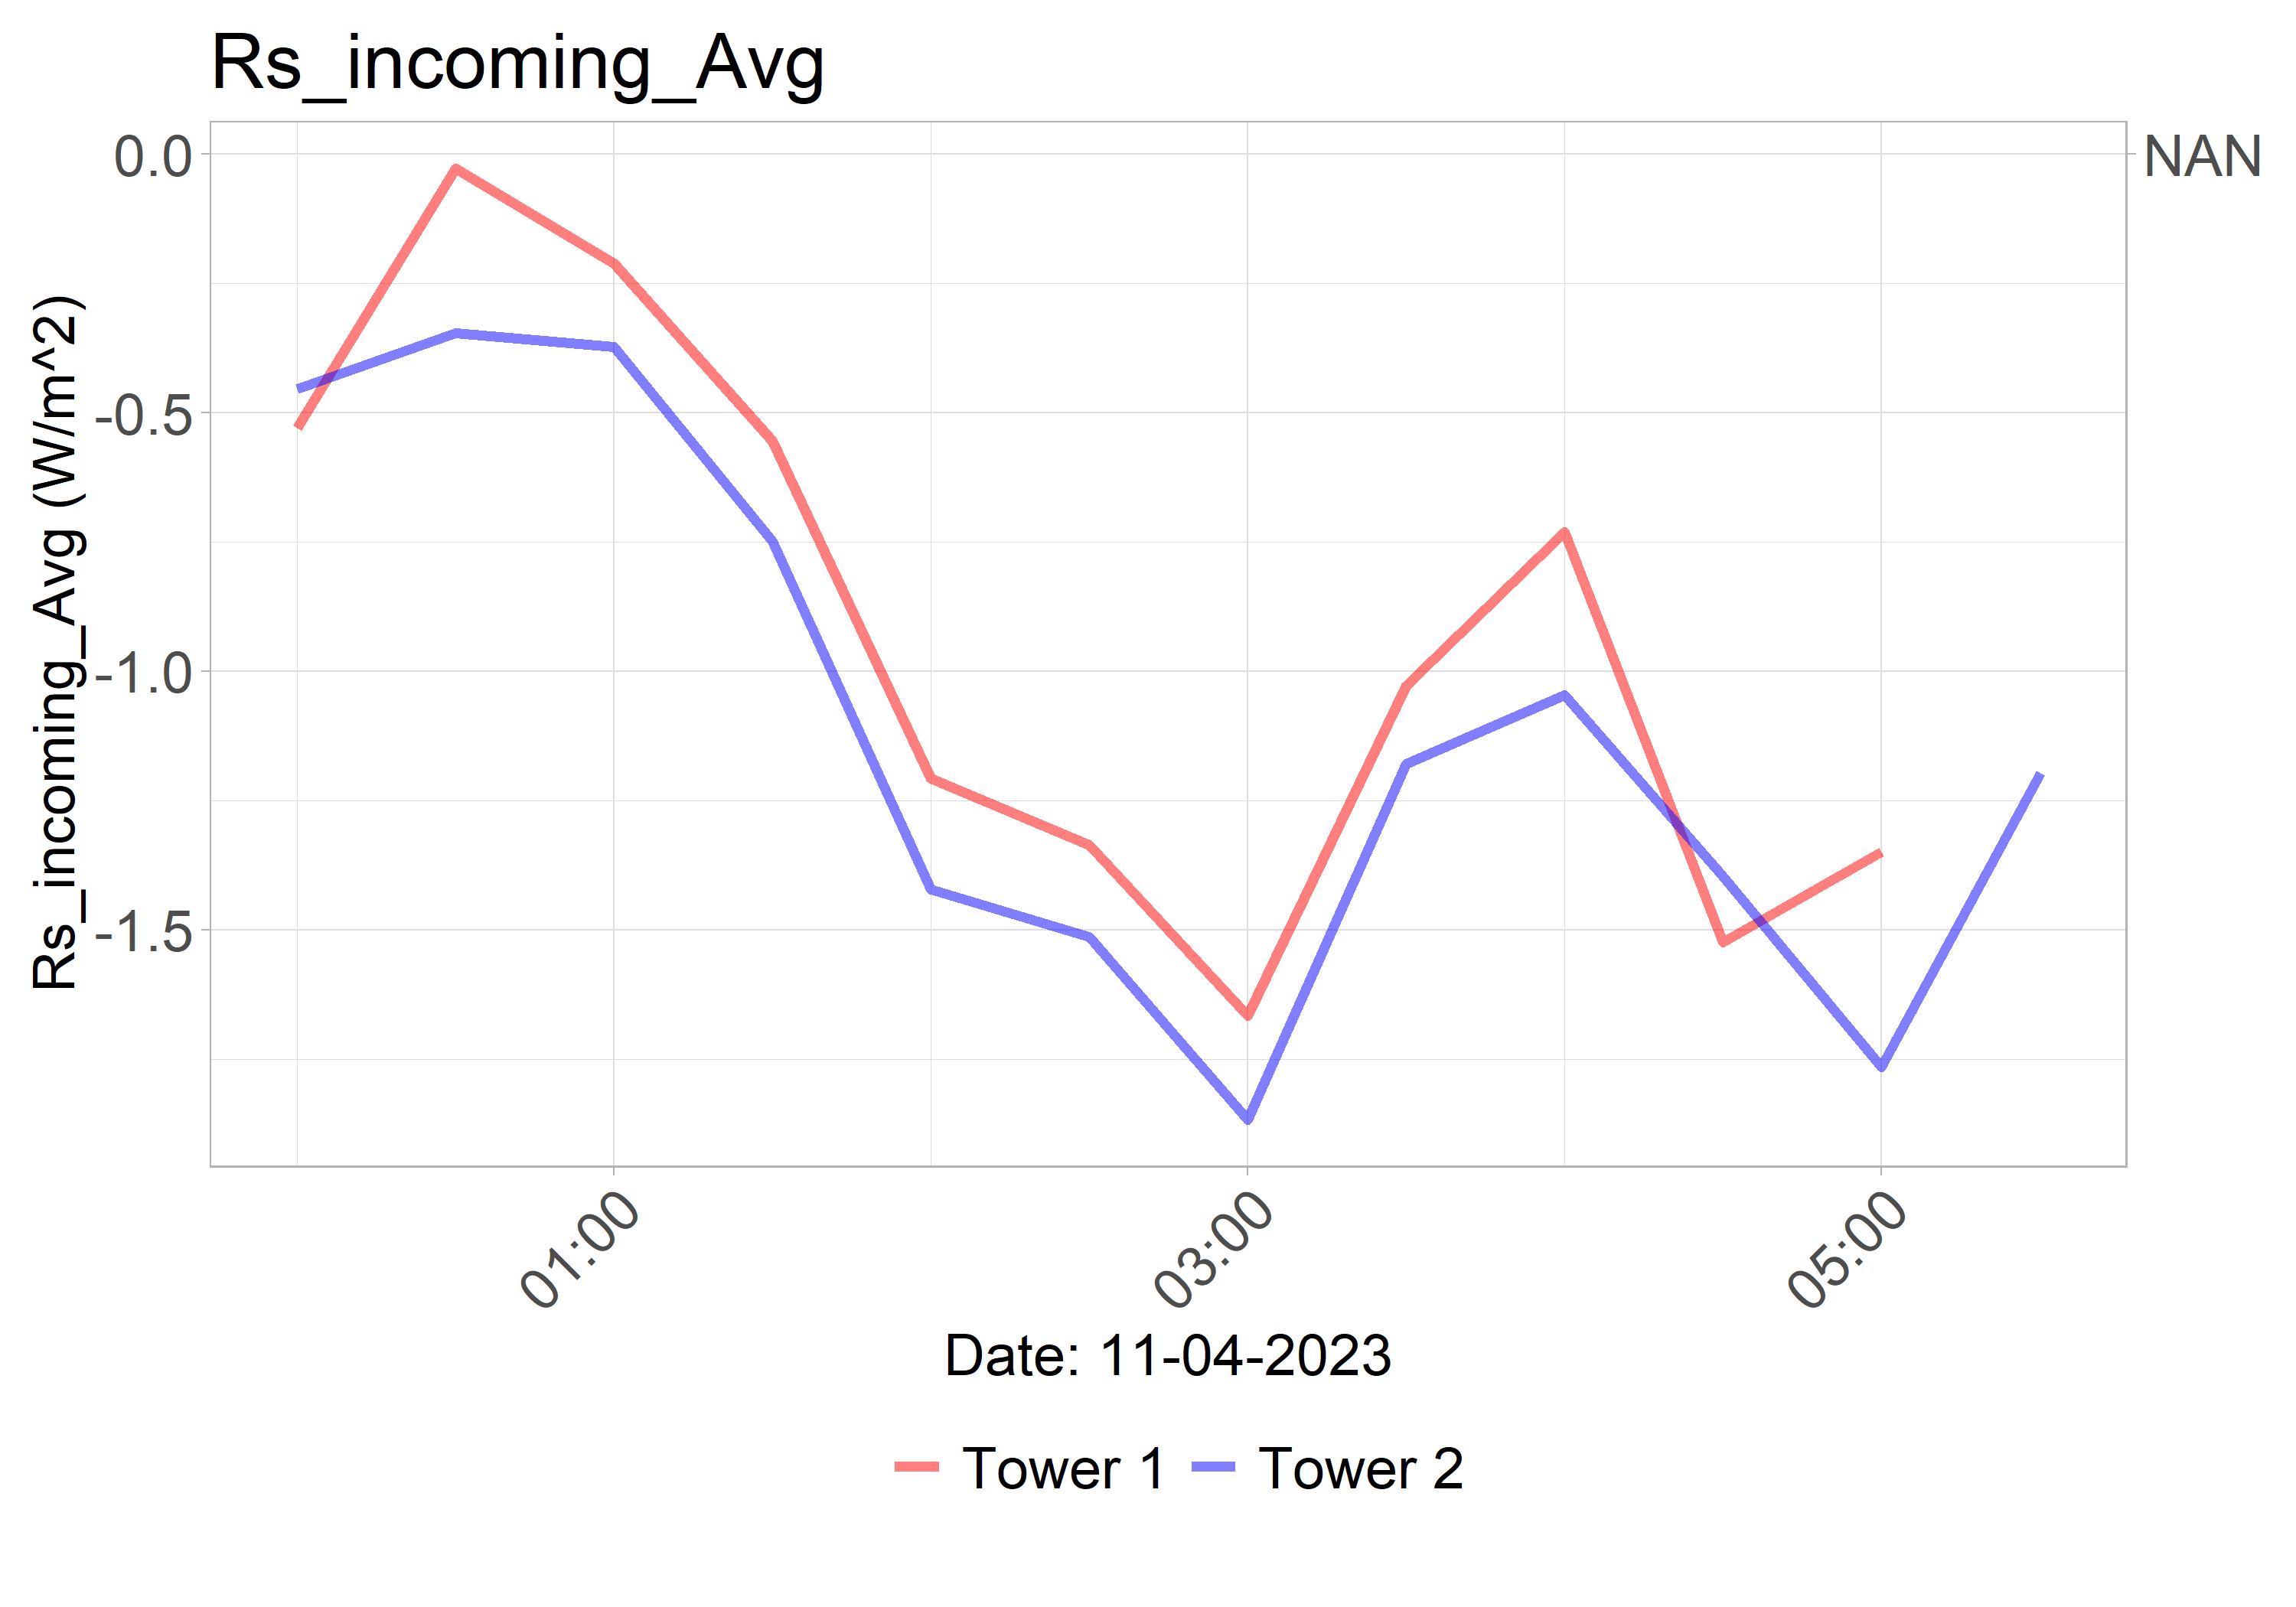 Rs_incoming_Avg
Rs_incoming_Avg (W/m^2)
0.0
-0.5
-1.0
-1.5
NAN
01:00
03:00
05:00
Date: 11-04-2023
Tower 1
Tower 2